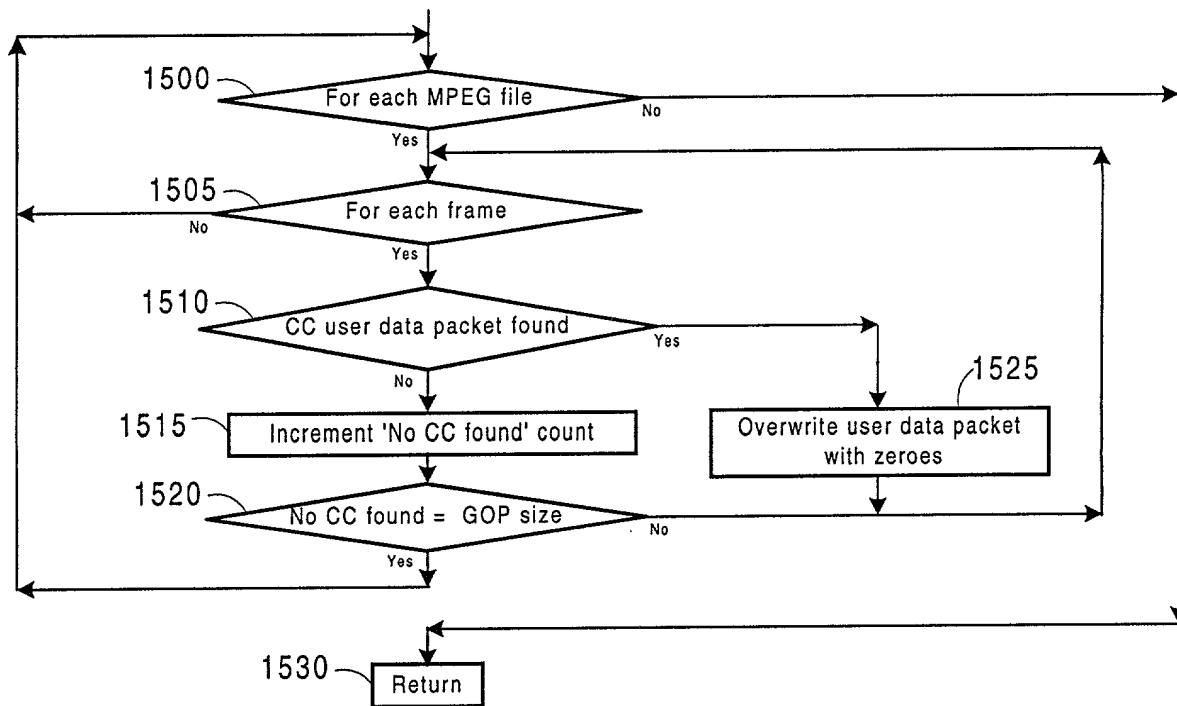 1500
For each MPEG file
No
Yes
1505
For each frame
No
Yes
1510
CC user data packet found
Yes
No
1525
1515
Increment 'No CC found' count
Overwrite user data packet
with zeroes
1520
No CC found = GOP size
No
Yes
1530
Return